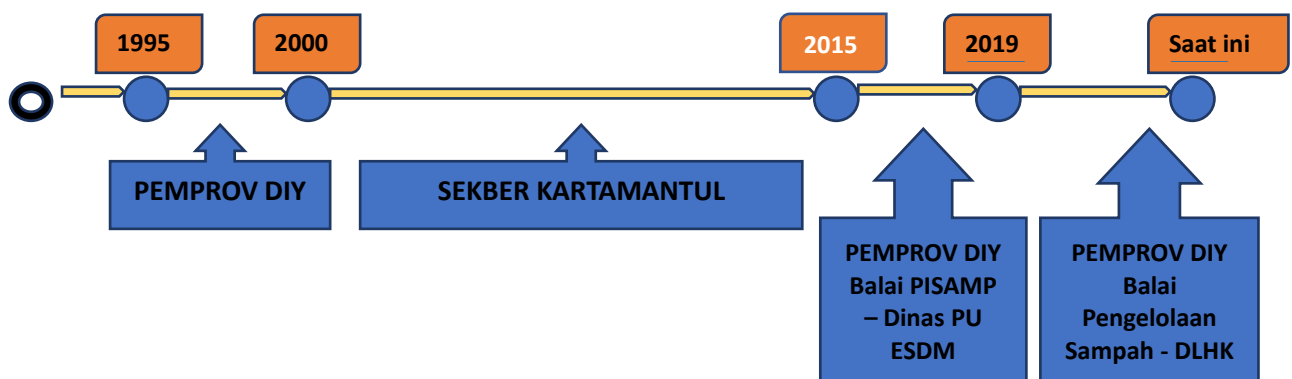 1995
2000
2015
2019
Saat ini
PEMPROV DIY
SEKBER KARTAMANTUL
PEMPROV DIY
Balai PISAMP
– Dinas PU
ESDM
PEMPROV DIY
Balai
Pengelolaan
Sampah - DLHK